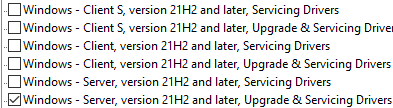 Windows - Client S, version 21H2 and later, Servicing Drivers
Windows - Client S, version 21H2 and later, Upgrade & Servicing Drivers
Windows - Client, version 21H2 and later, Servicing Drivers
Windows - Client, version 21H2 and later, Upgrade & Servicing Drivers
Windows - Server, version 21H2 and later, Servicing Drivers
Windows - Server, version 21H2 and later, Upgrade & Servicing Drivers